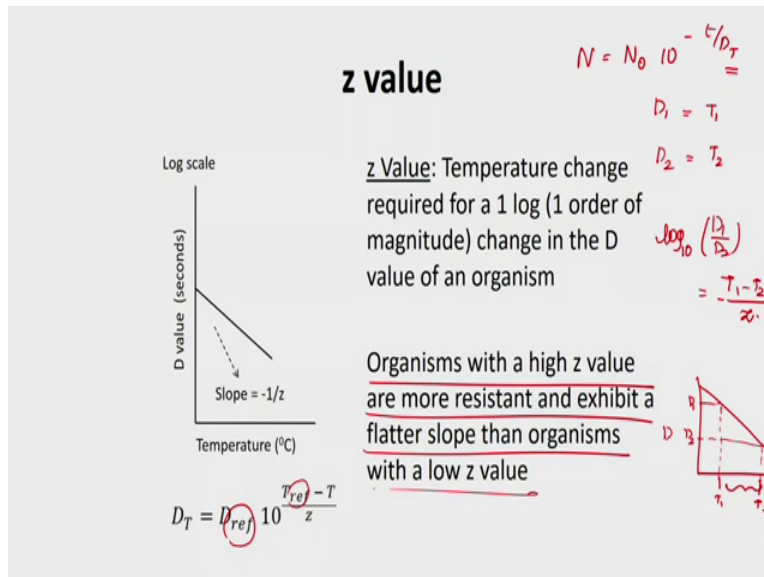 z value
Log scale
D value (seconds)
Slope = -1/z
Temperature (⁰C)
D_T = D_ref 10^((T_ref − T)/z)
z Value: Temperature change
required for a 1 log (1 order of
magnitude) change in the D
value of an organism
Organisms with a high z value
are more resistant and exhibit a
flatter slope than organisms
with a low z value
N = N₀ 10^(- t/D_T)
D₁ = T₁
D₂ = T₂
log₁₀ (D₁/D₂)
= - (T₁ - T₂)/z.
D
T₁